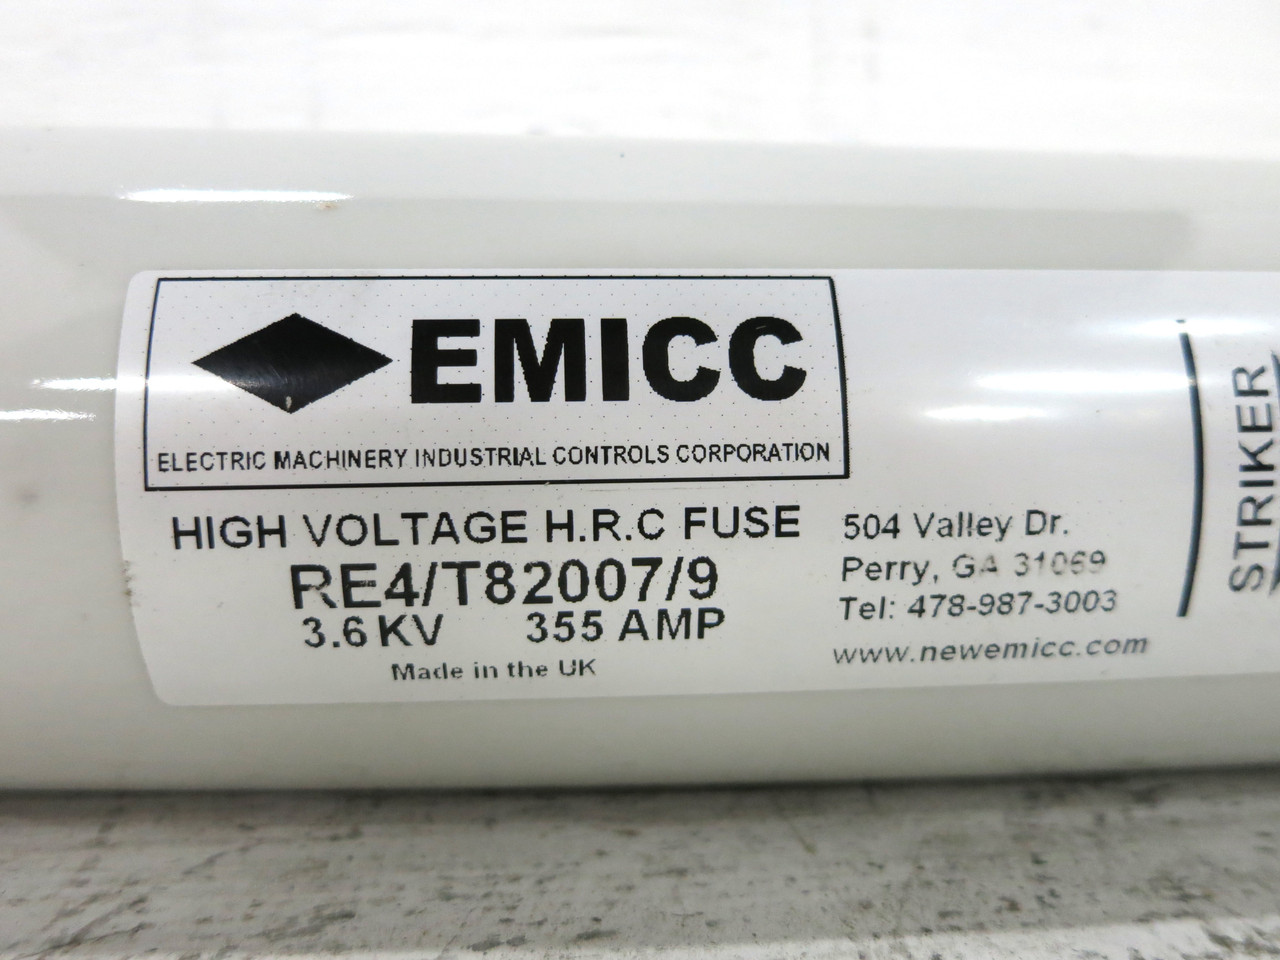 EMICC
ELECTRIC MACHINERY INDUSTRIAL CONTROLS CORPORATION
HIGH VOLTAGE H.R.C FUSE
RE4/T82007/9
3.6 KV 355 AMP
Made in the UK
504 Valley Dr.
Perry, GA 31069
Tel: 478-987-3003
www.newemicc.com
STRIKER